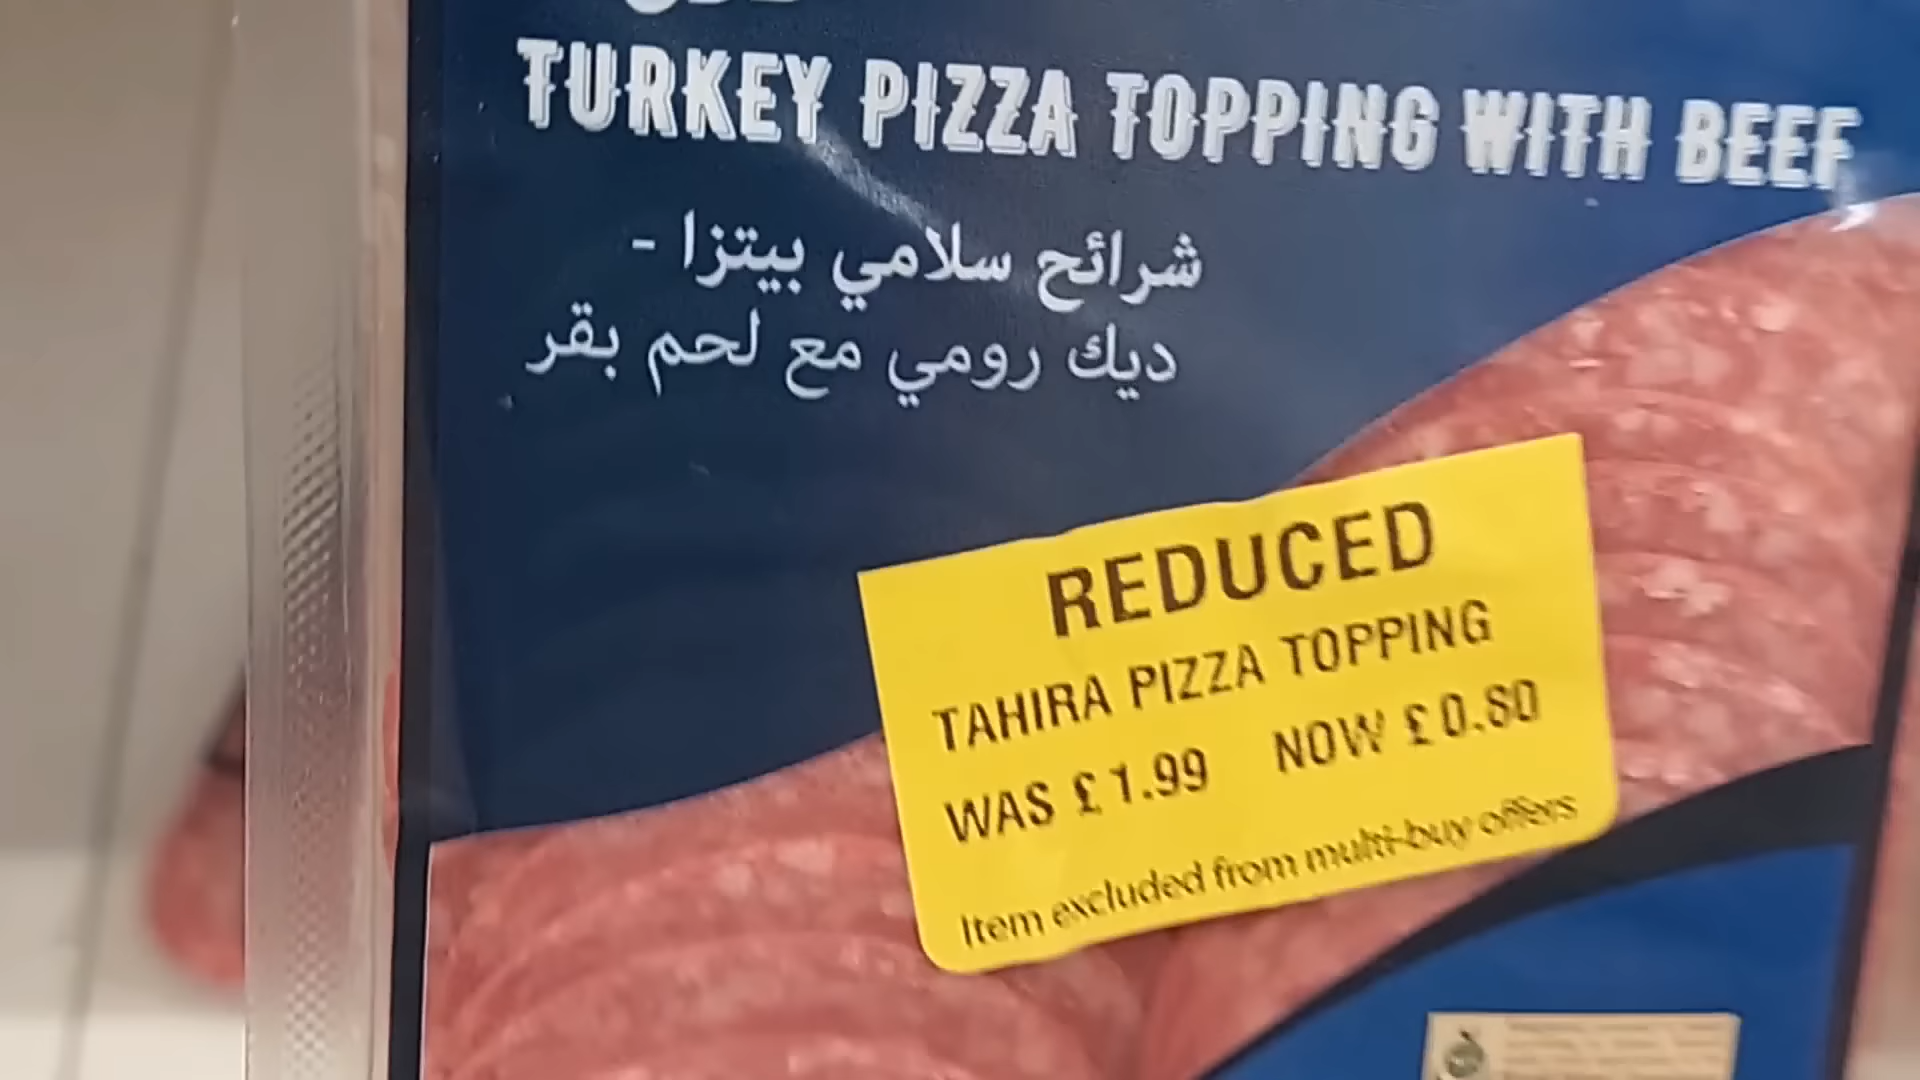 TURKEY PIZZA TOPPING WITH BEEF
شرائح سلامي بيتزا -
ديك رومي مع لحم بقر
REDUCED
TAHIRA PIZZA TOPPING
WAS £1.99 NOW £0.80
Item excluded from multi-buy offers